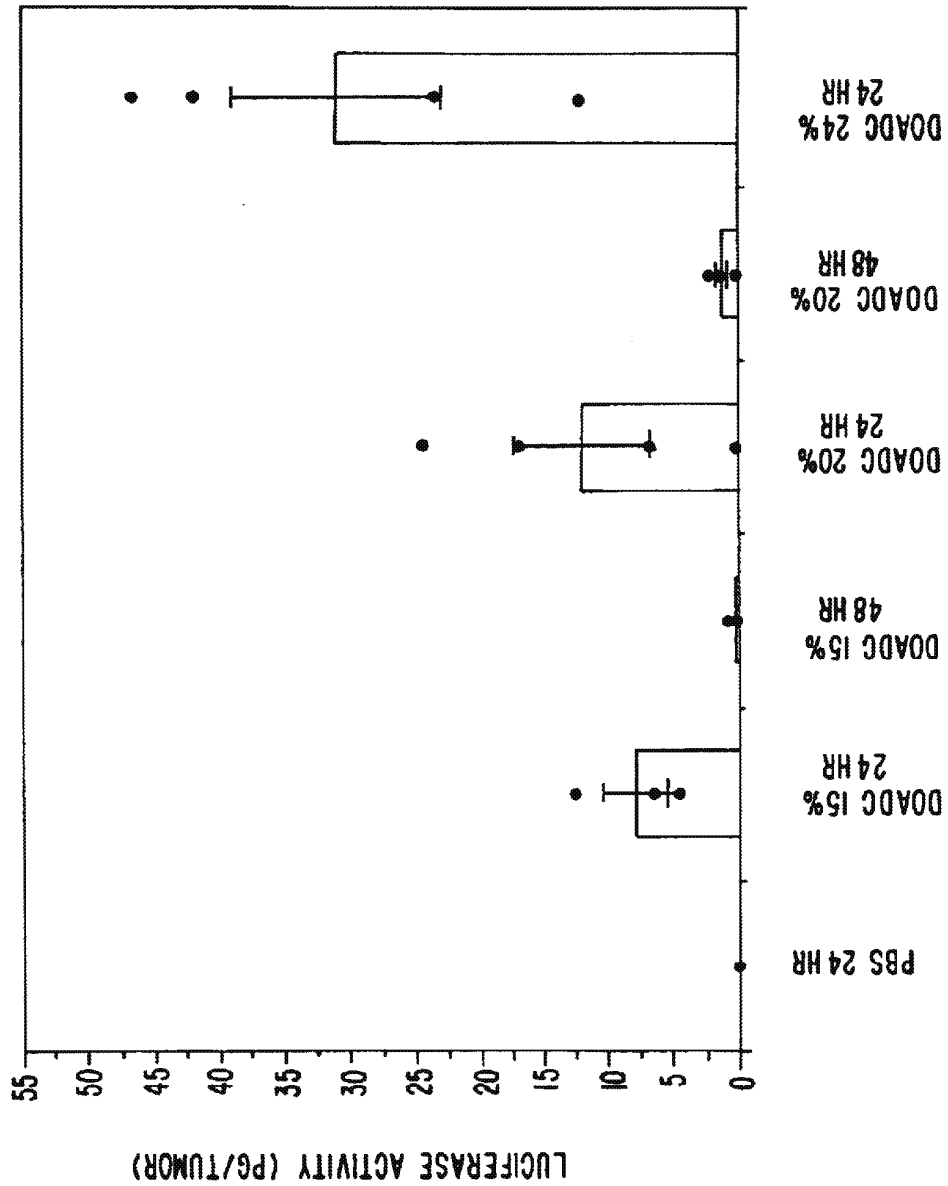 LUCIFERASE ACTIVITY (PG/TUMOR)
0
5
10
15
20
25
30
35
40
45
50
55
PBS 24 HR
DOADC 15%
24 HR
DOADC 15%
48 HR
DOADC 20%
24 HR
DOADC 20%
48 HR
DOADC 24%
24 HR